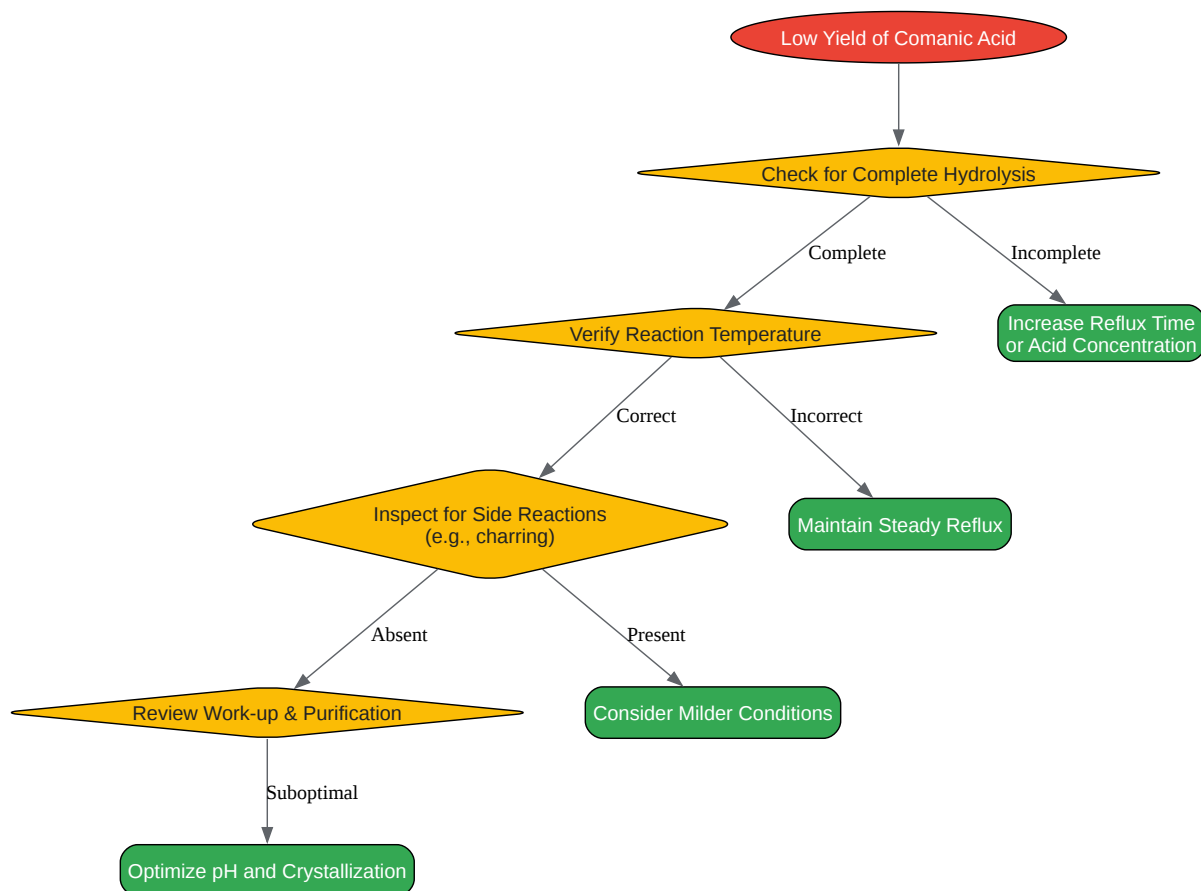 Low Yield of Comanic Acid
Check for Complete Hydrolysis
Complete
Incomplete
Increase Reflux Time
or Acid Concentration
Verify Reaction Temperature
Correct
Incorrect
Inspect for Side Reactions
(e.g., charring)
Maintain Steady Reflux
Absent
Present
Review Work-up & Purification
Consider Milder Conditions
Suboptimal
Optimize pH and Crystallization